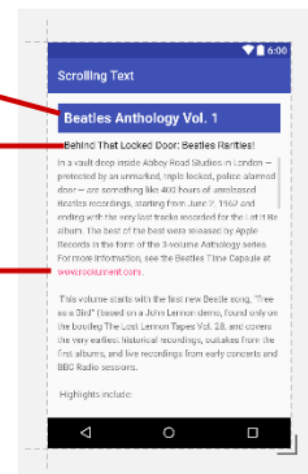 6:00
Scrolling Text
Beatles Anthology Vol. 1
Behind That Locked Door: Beatles Rarities!
In a vault deep inside Abbey Road Studios in London —
protected by an unmarked, triple locked, police alarmed
door — are something like 400 hours of unreleased
Beatles recordings, starting from June 2, 1962 and
ending with the very last tracks recorded for the Let It Be
album. The best of the best were released by Apple
Records in the form of the 3-volume Anthology series.
For more information, see the Beatles Time Capsule at
www.rockument.com.
This volume starts with the first new Beatle song, "Free
as a Bird" (based on a John Lennon demo, found only on
the bootleg The Lost Lennon Tapes Vol. 28, and covers
the very earliest historical recordings, outtakes from the
first albums, and live recordings from early concerts and
BBC Radio sessions.
Highlights include: